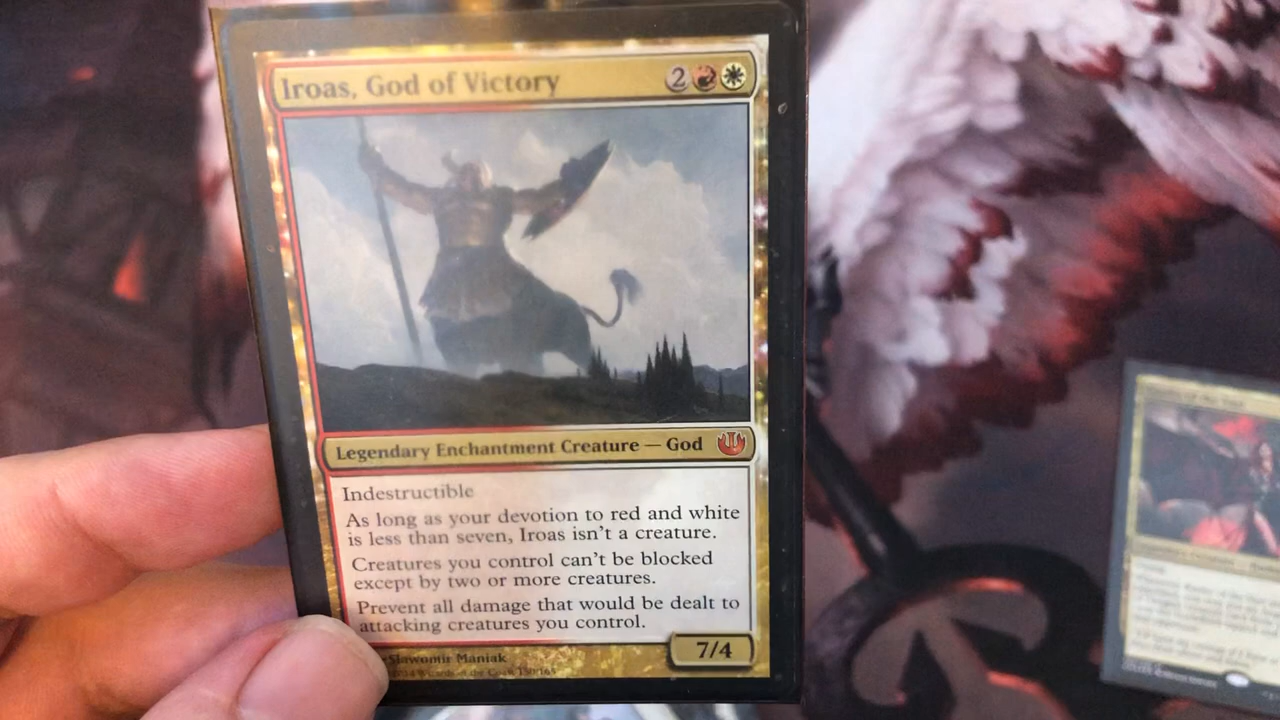 Iroas, God of Victory 2
Legendary Enchantment Creature — God
Indestructible
As long as your devotion to red and white
is less than seven, Iroas isn't a creature.
Creatures you control can't be blocked
except by two or more creatures.
Prevent all damage that would be dealt to
attacking creatures you control.
7/4
Slawomir Maniak